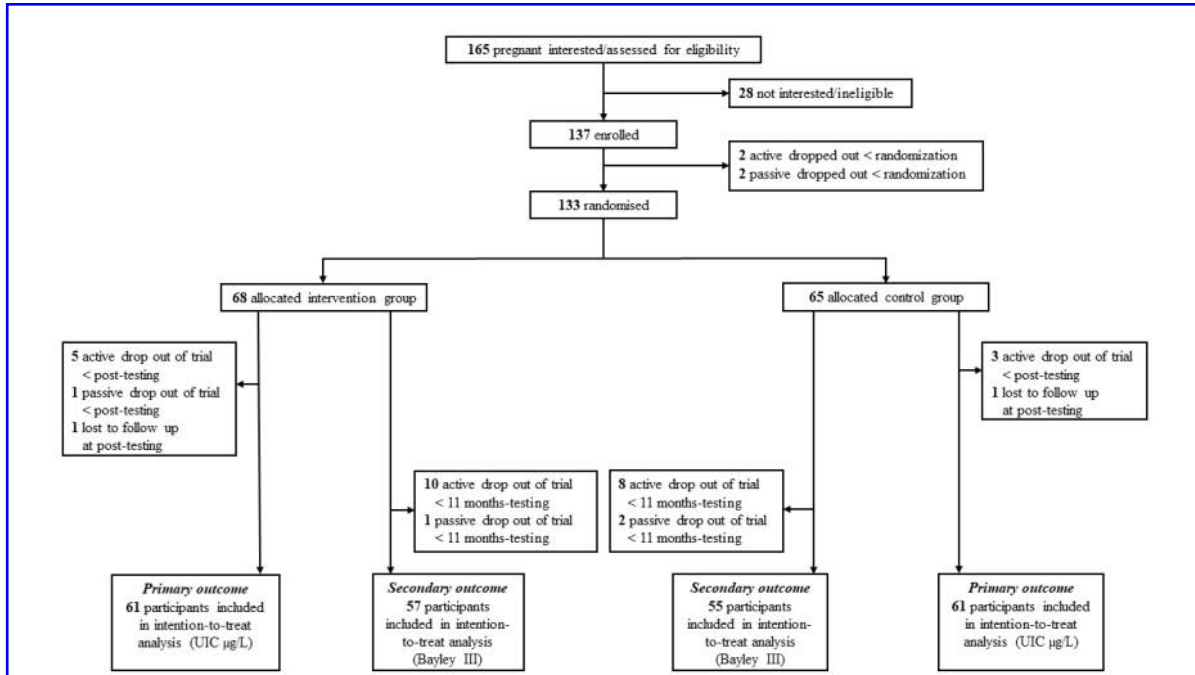 165 pregnant interested/assessed for eligibility
28 not interested/ineligible
137 enrolled
2 active dropped out < randomization
2 passive dropped out < randomization
133 randomised
68 allocated intervention group
65 allocated control group
5 active drop out of trial
< post-testing
1 passive drop out of trial
< post-testing
1 lost to follow up
at post-testing
3 active drop out of trial
< post-testing
1 lost to follow up
at post-testing
10 active drop out of trial
< 11 months-testing
1 passive drop out of trial
< 11 months-testing
8 active drop out of trial
< 11 months-testing
2 passive drop out of trial
< 11 months-testing
Primary outcome
61 participants included
in intention-to-treat
analysis (UIC µg/L)
Secondary outcome
57 participants
included in intention-
to-treat analysis
(Bayley III)
Secondary outcome
55 participants
included in intention-
to-treat analysis
(Bayley III)
Primary outcome
61 participants included
in intention-to-treat
analysis (UIC µg/L)